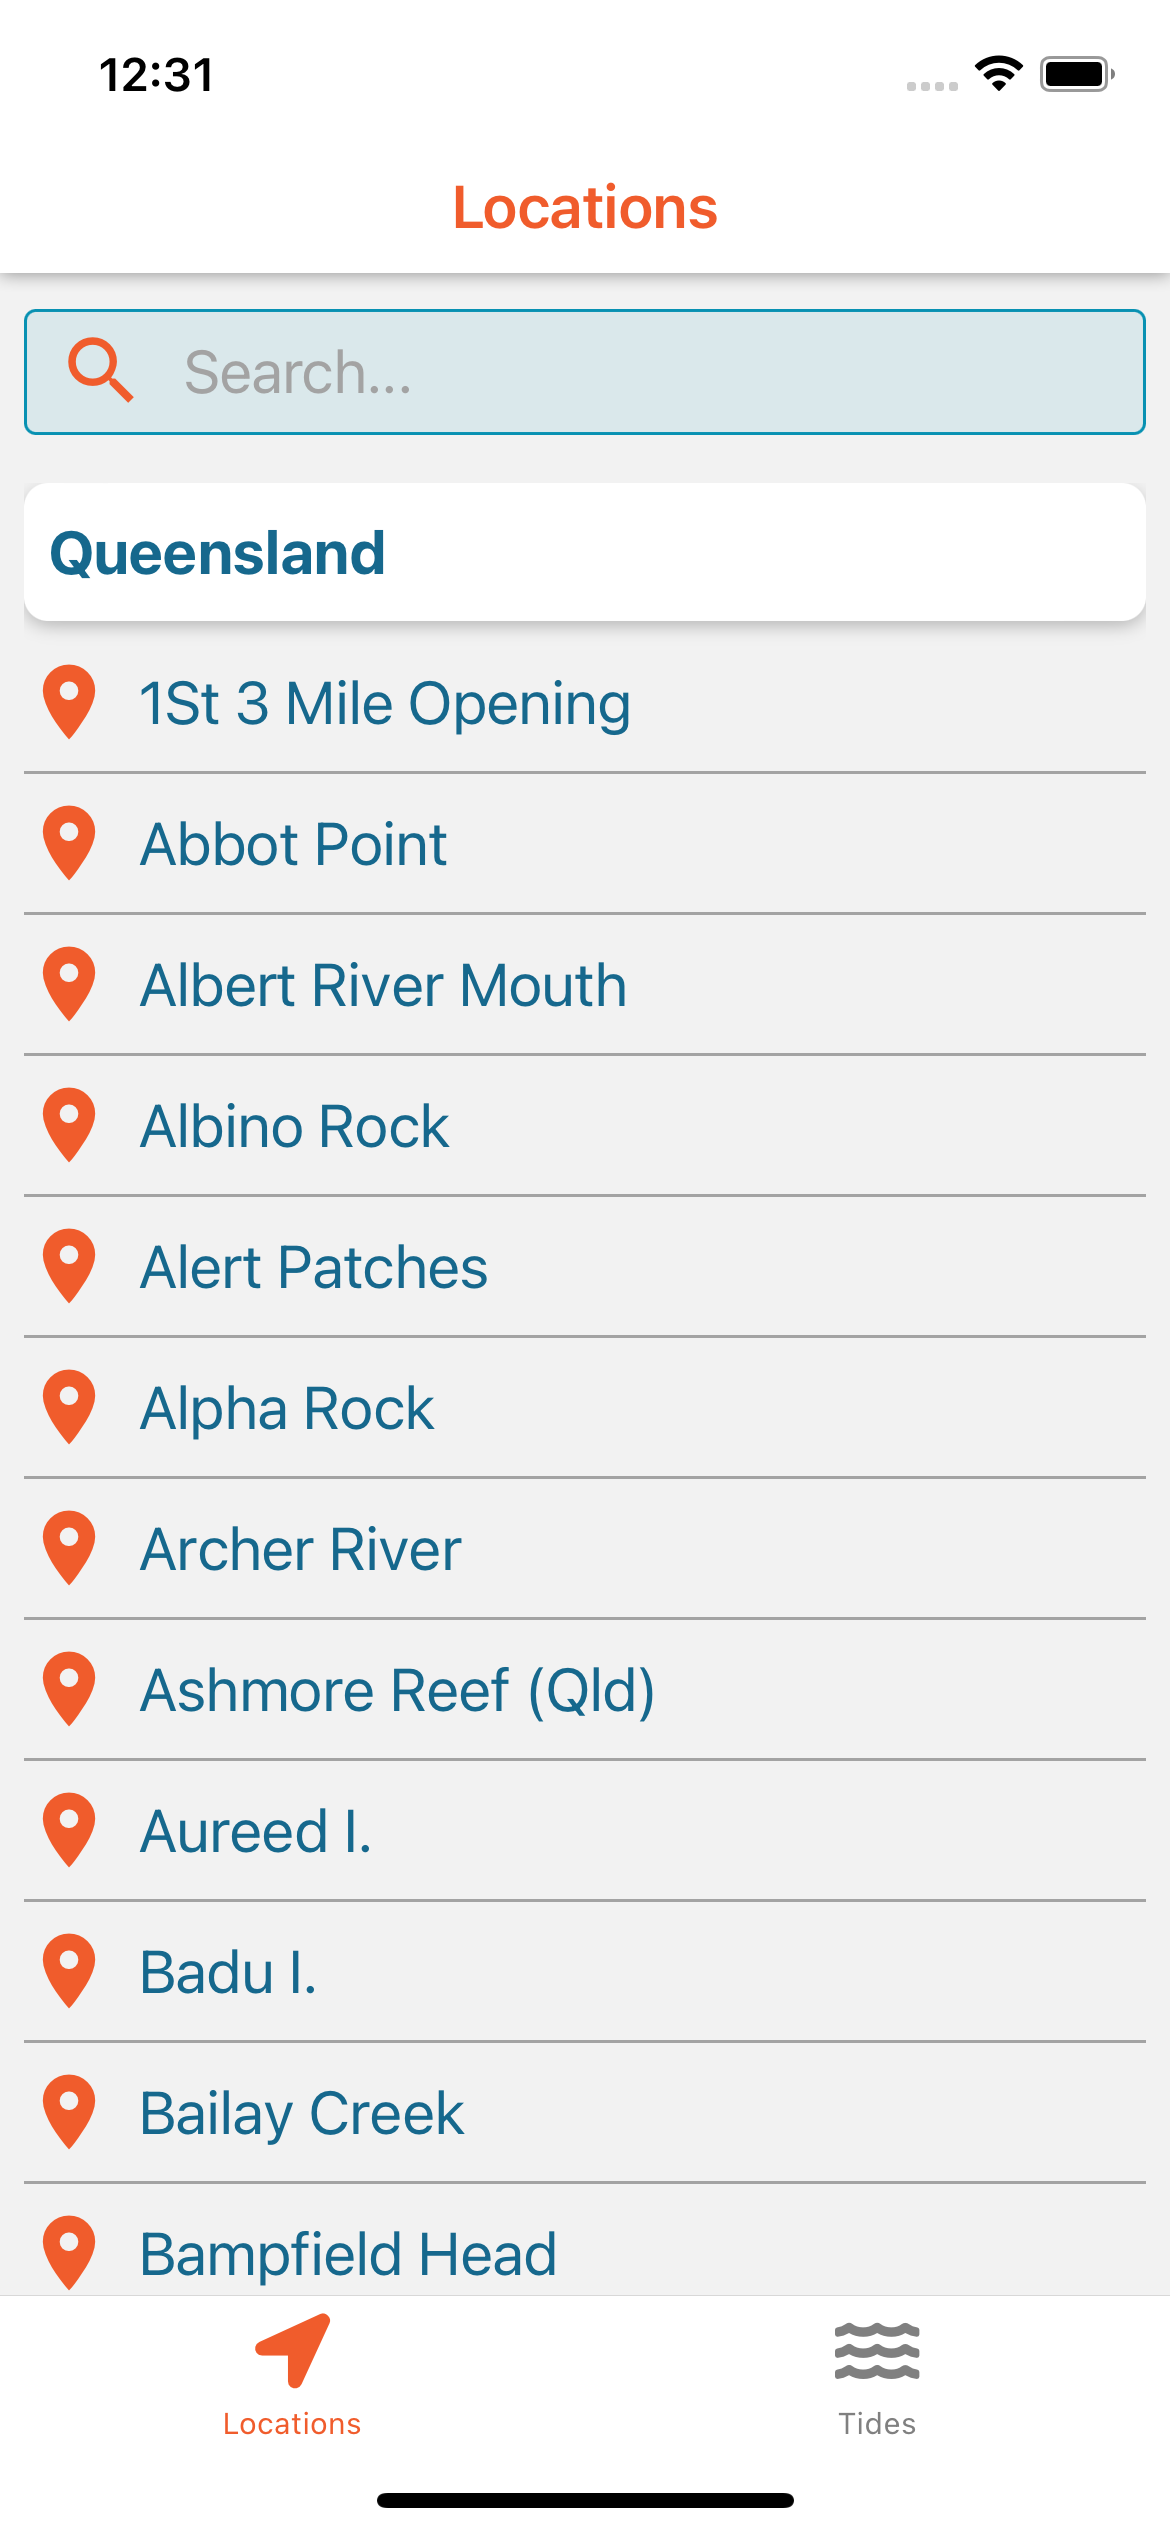 12:31
Locations
Search...
Queensland
1St 3 Mile Opening
Abbot Point
Albert River Mouth
Albino Rock
Alert Patches
Alpha Rock
Archer River
Ashmore Reef (Qld)
Aureed I.
Badu I.
Bailay Creek
Bampfield Head
Locations
Tides